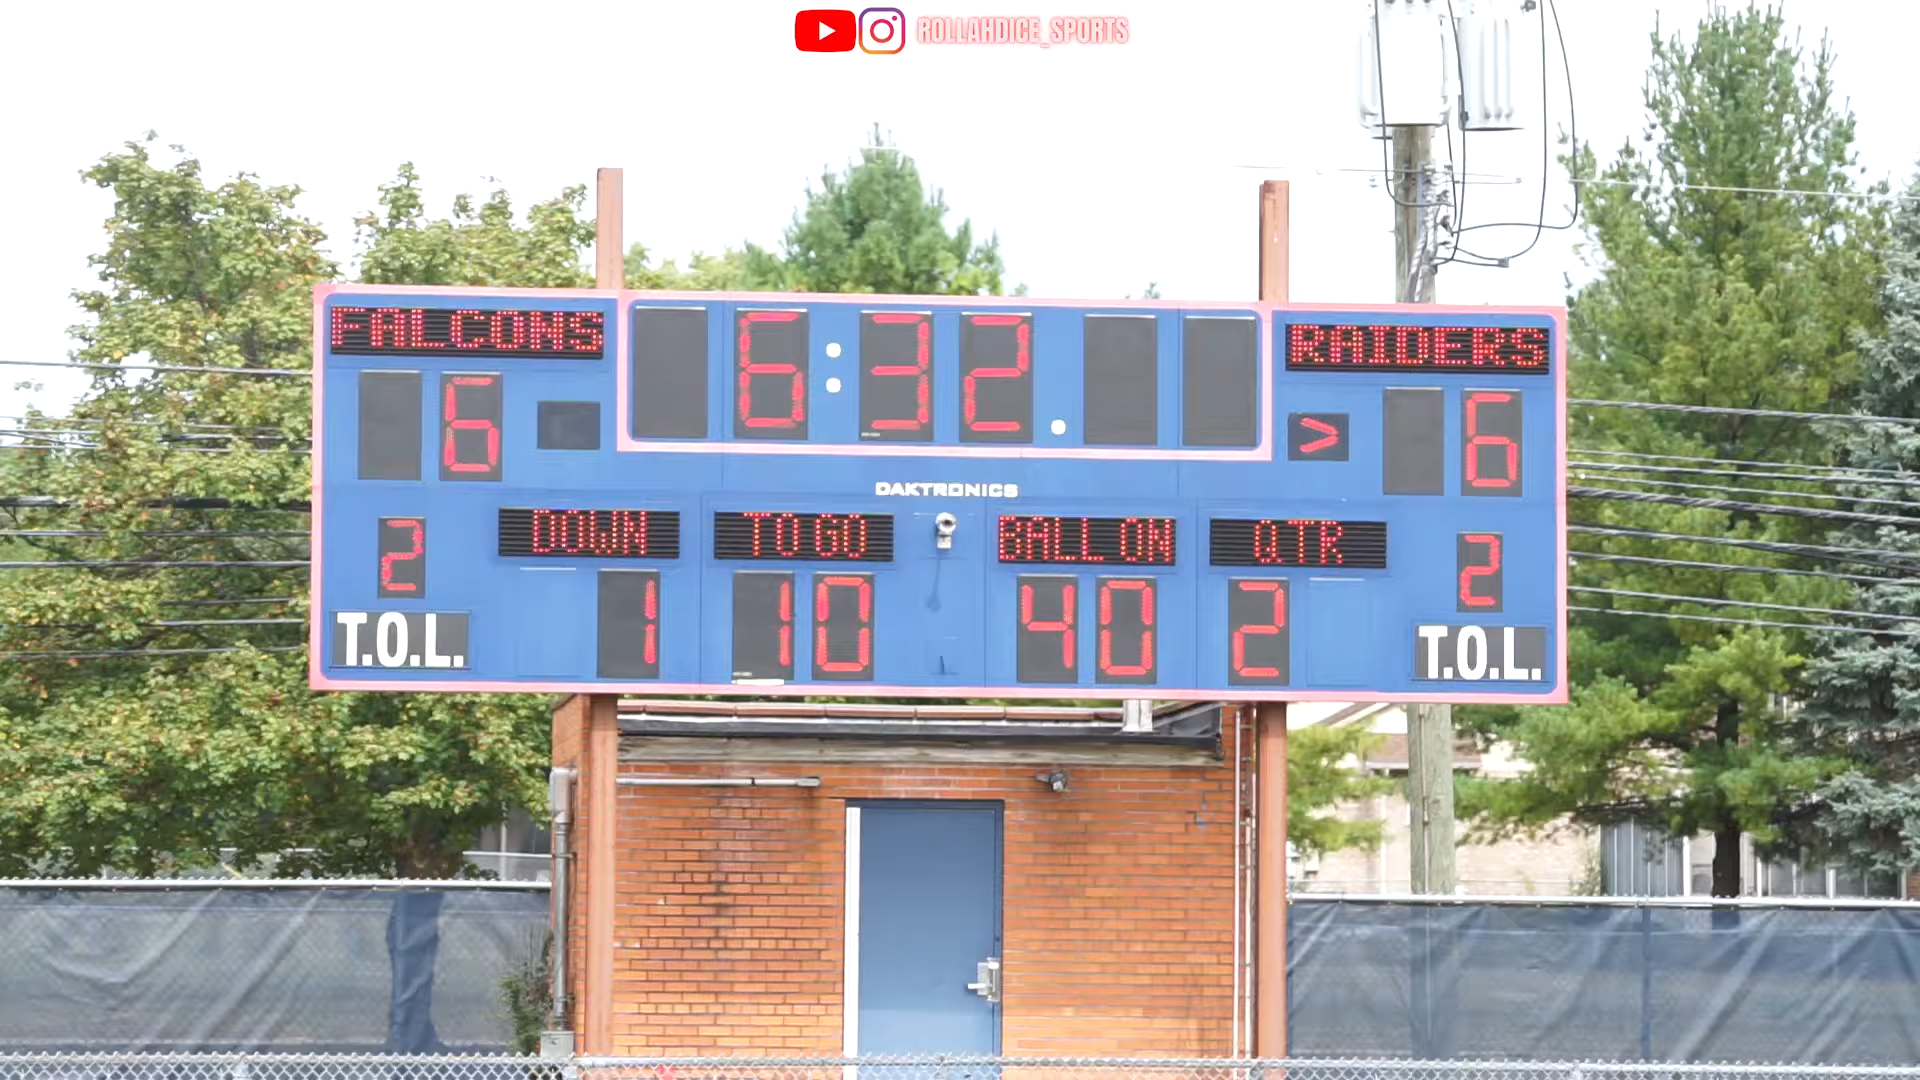 ROLLAHDICE_SPORTS
FALCONS 6:32 RAIDERS
6 > 6
DAKTRONICS
2 DOWN TO GO BALL ON QTR 2
1 10 40 2
T.O.L. T.O.L.